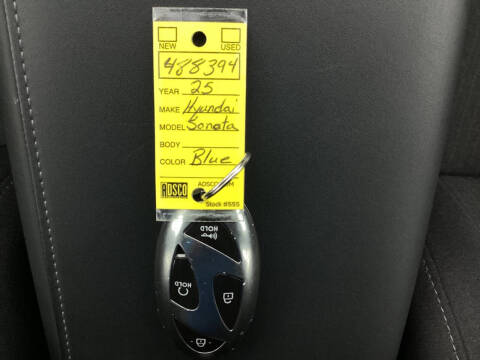 NEW USED
488394
YEAR 25
MAKE Hyundai
MODEL Sonata
BODY
COLOR Blue
ADSCO
Stock #555
HOLD
HOLD